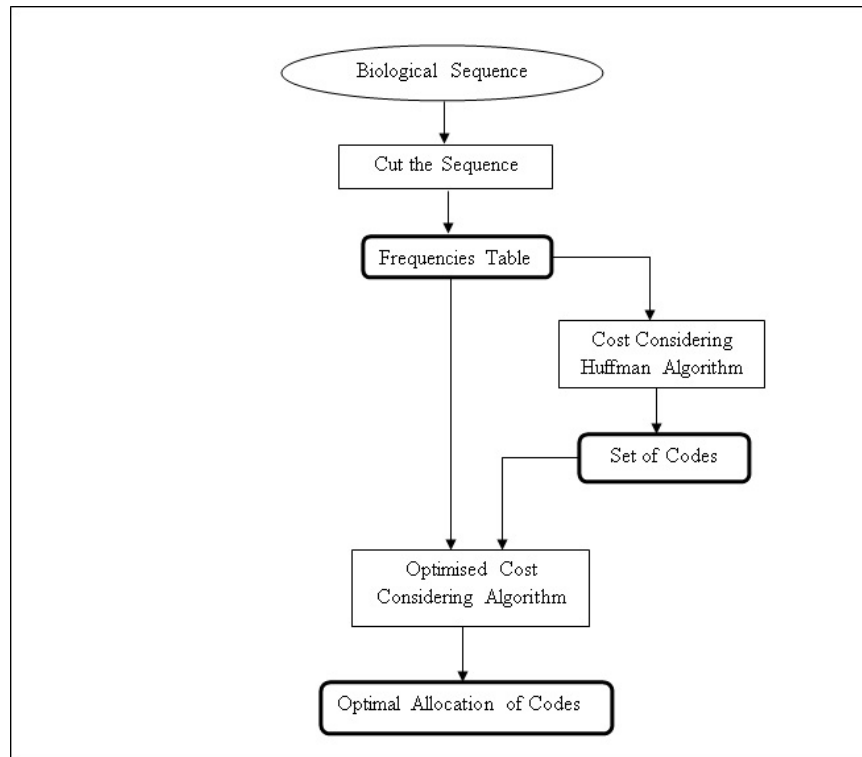 Biological Sequence
Cut the Sequence
Frequencies Table
Cost Considering
Huffman Algorithm
Set of Codes
Optimised Cost
Considering Algorithm
Optimal Allocation of Codes